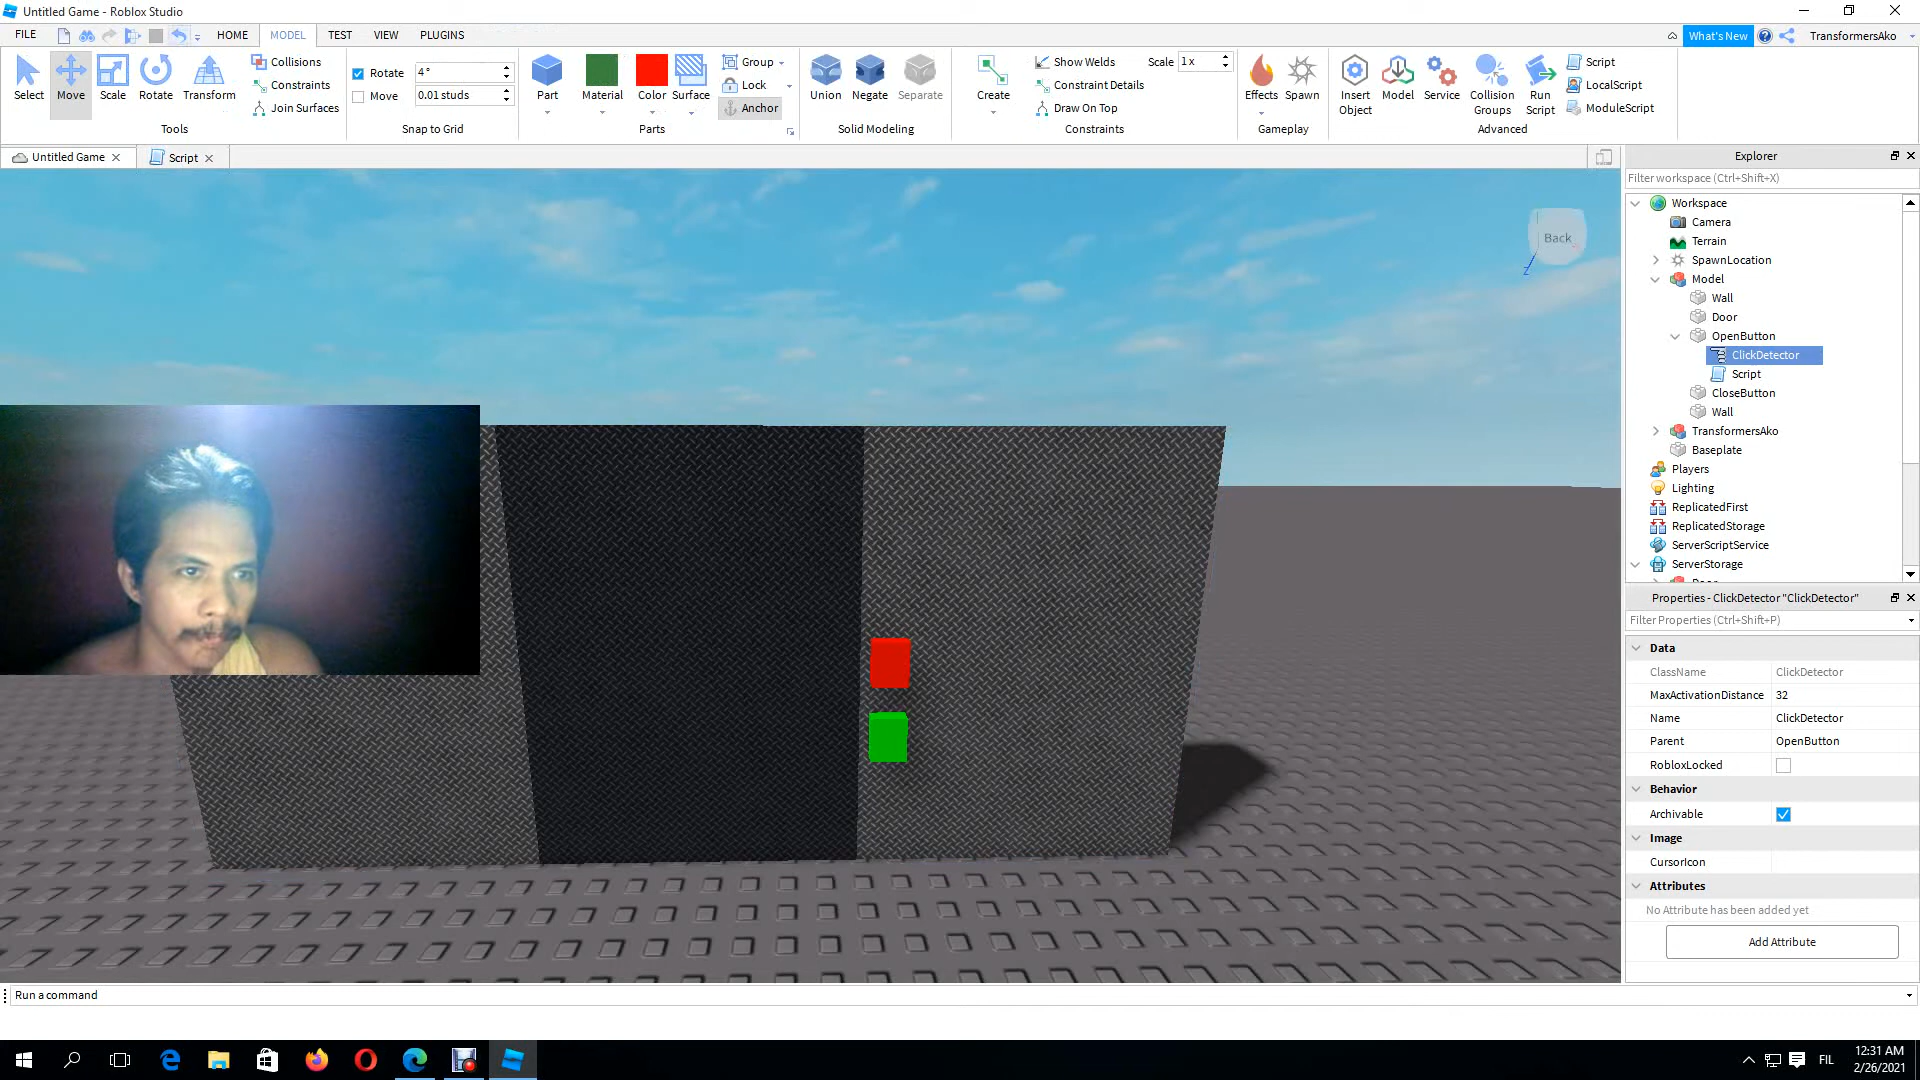 Untitled Game - Roblox Studio
FILE HOME MODEL TEST VIEW PLUGINS What's New TransformersAko
Select Move Scale Rotate Transform
Collisions
Constraints
Join Surfaces
Tools
Rotate 4°
Move 0.01 studs
Snap to Grid
Part Material Color Surface
Group
Lock
Anchor
Parts
Union Negate Separate
Solid Modeling
Create
Show Welds
Constraint Details
Draw On Top
Scale 1 x
Constraints
Effects Spawn
Gameplay
Insert Object
Model
Service
Collision Groups
Run Script
Script
LocalScript
ModuleScript
Advanced
Untitled Game
Script
Back
Explorer
Filter workspace (Ctrl+Shift+X)
Workspace
Camera
Terrain
SpawnLocation
Model
Wall
Door
OpenButton
ClickDetector
Script
CloseButton
Wall
TransformersAko
Baseplate
Players
Lighting
ReplicatedFirst
ReplicatedStorage
ServerScriptService
ServerStorage
Properties - ClickDetector "ClickDetector"
Filter Properties (Ctrl+Shift+P)
Data
ClassName ClickDetector
MaxActivationDistance 32
Name ClickDetector
Parent OpenButton
RobloxLocked
Behavior
Archivable
Image
CursorIcon
Attributes
No Attribute has been added yet
Add Attribute
Run a command
FIL
12:31 AM
2/26/2021